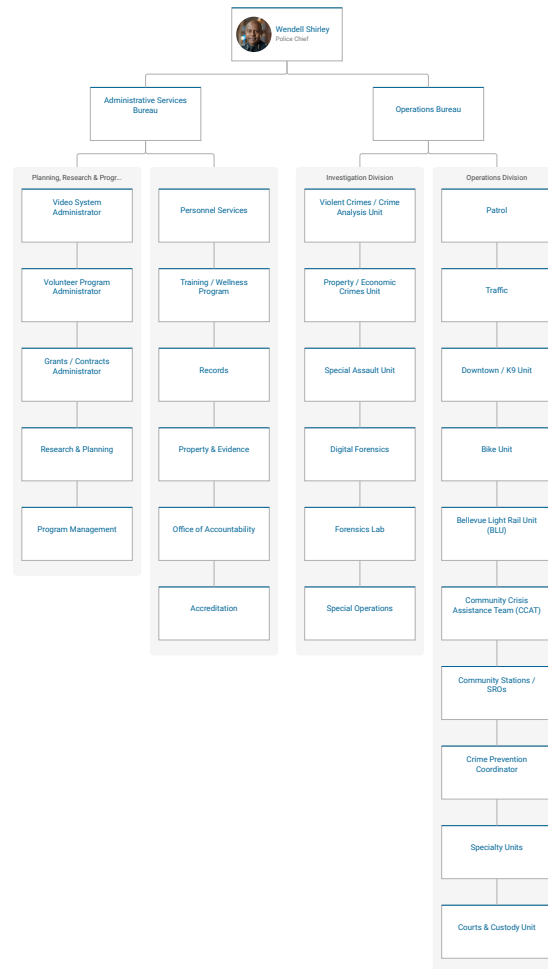 Wendell Shirley
Police Chief
Administrative Services
Bureau
Operations Bureau
Planning, Research & Progr...
Video System
Administrator
Volunteer Program
Administrator
Grants / Contracts
Administrator
Research & Planning
Program Management
Personnel Services
Training / Wellness
Program
Records
Property & Evidence
Office of Accountability
Accreditation
Investigation Division
Violent Crimes / Crime
Analysis Unit
Property / Economic
Crimes Unit
Special Assault Unit
Digital Forensics
Forensics Lab
Special Operations
Operations Division
Patrol
Traffic
Downtown / K9 Unit
Bike Unit
Bellevue Light Rail Unit
(BLU)
Community Crisis
Assistance Team (CCAT)
Community Stations /
SROs
Crime Prevention
Coordinator
Specialty Units
Courts & Custody Unit